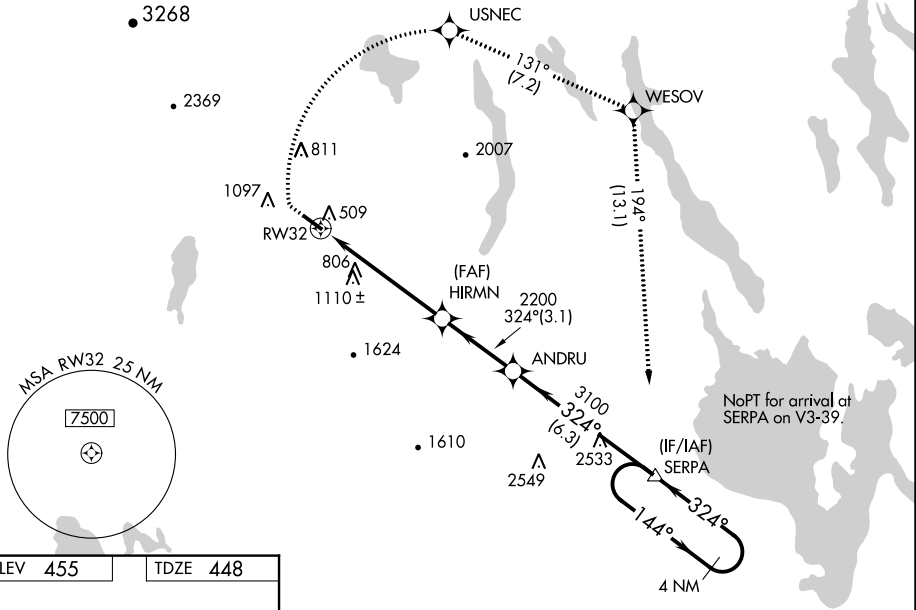 3268
USNEC
131°
(7.2)
2369
WESOV
811
2007
1097
509
194°
(13.1)
RW32
806
1110 ±
(FAF)
HIRMN
2200
324°(3.1)
1624
ANDRU
MSA RW32 25 NM
7500
3100
324°
(6.3)
NoPT for arrival at
SERPA on V3-39.
1610
2533
2549
(IF/IAF)
SERPA
324°
144°
4 NM
LEV 455
TDZE 448